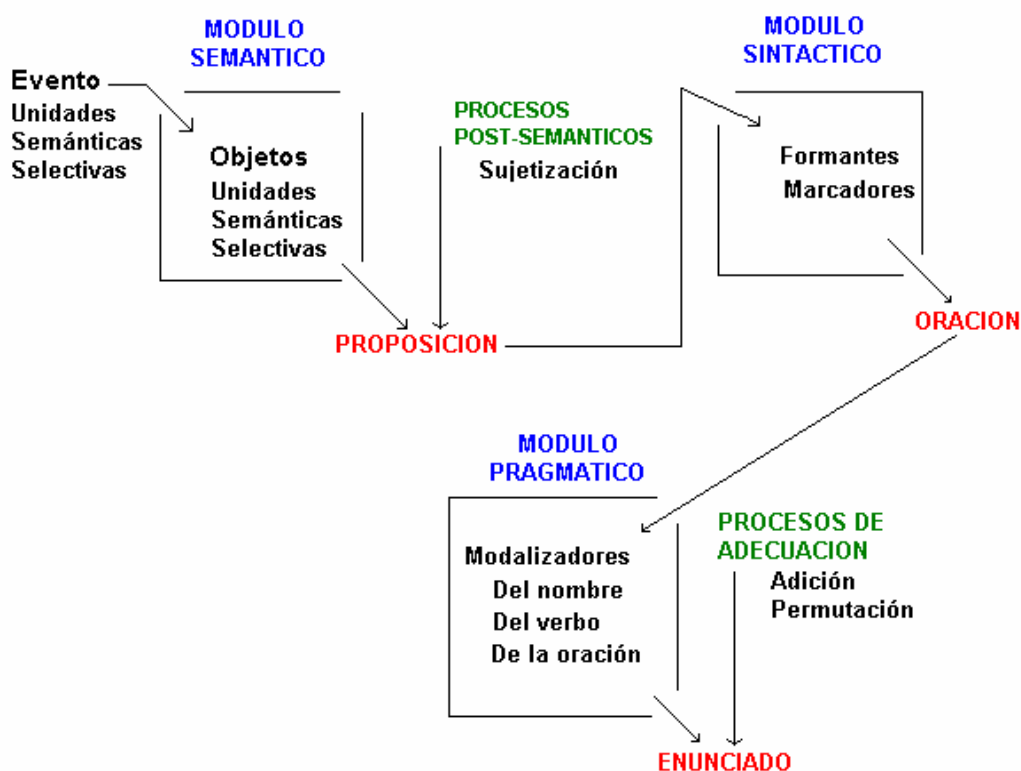 MODULO
SEMANTICO
Evento
Unidades
Semánticas
Selectivas
Objetos
Unidades
Semánticas
Selectivas
PROCESOS
POST-SEMANTICOS
Sujetización
PROPOSICION
MODULO
SINTACTICO
Formantes
Marcadores
ORACION
MODULO
PRAGMATICO
Modalizadores
Del nombre
Del verbo
De la oración
PROCESOS DE
ADECUACION
Adición
Permutación
ENUNCIADO